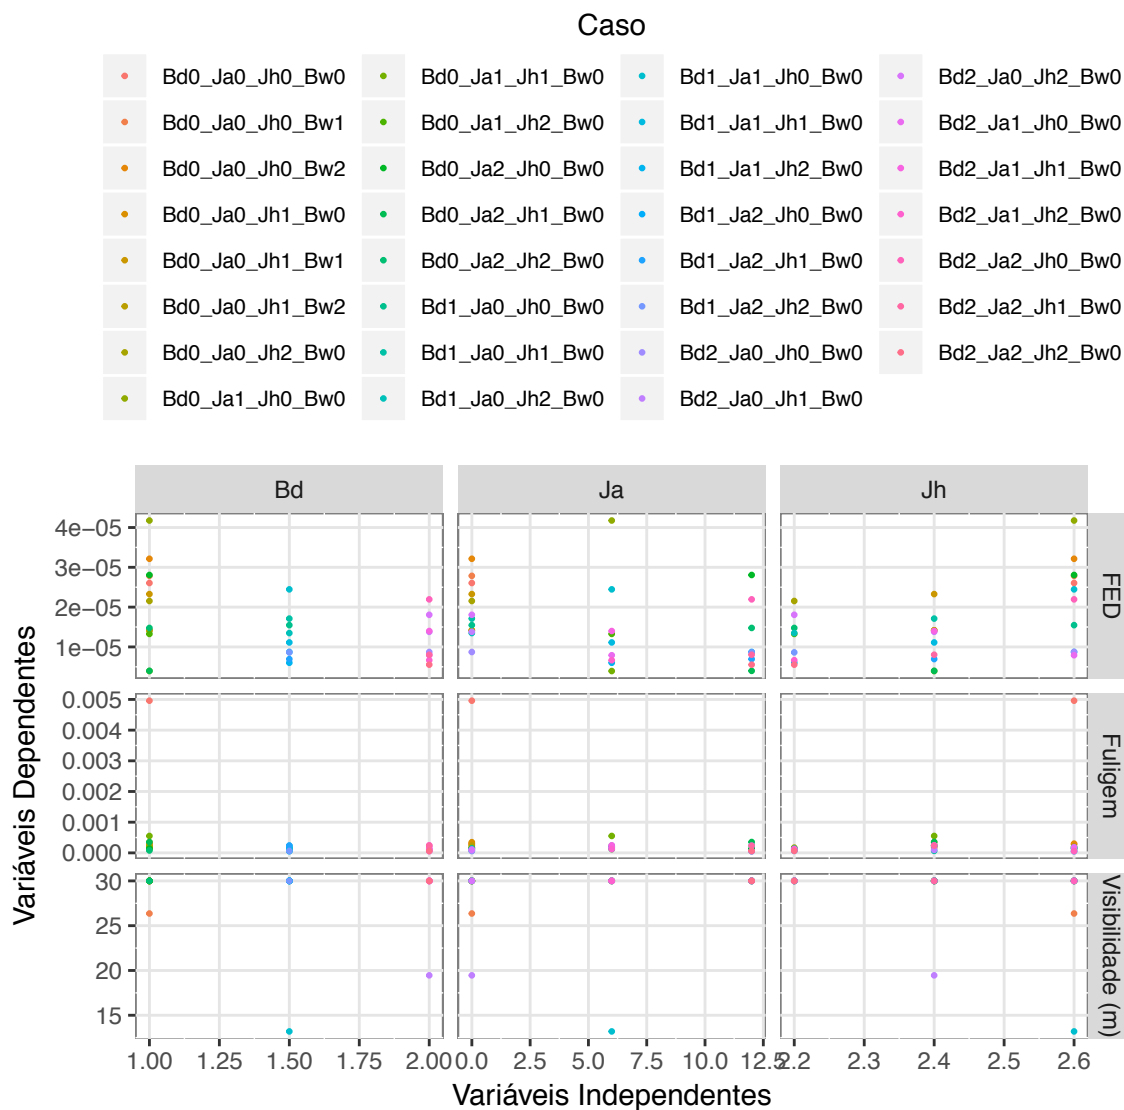 Caso
Bd0_Ja0_Jh0_Bw0 Bd0_Ja1_Jh1_Bw0 Bd1_Ja1_Jh0_Bw0 Bd2_Ja0_Jh2_Bw0
Bd0_Ja0_Jh0_Bw1 Bd0_Ja1_Jh2_Bw0 Bd1_Ja1_Jh1_Bw0 Bd2_Ja1_Jh0_Bw0
Bd0_Ja0_Jh0_Bw2 Bd0_Ja2_Jh0_Bw0 Bd1_Ja1_Jh2_Bw0 Bd2_Ja1_Jh1_Bw0
Bd0_Ja0_Jh1_Bw0 Bd0_Ja2_Jh1_Bw0 Bd1_Ja2_Jh0_Bw0 Bd2_Ja1_Jh2_Bw0
Bd0_Ja0_Jh1_Bw1 Bd0_Ja2_Jh2_Bw0 Bd1_Ja2_Jh1_Bw0 Bd2_Ja2_Jh0_Bw0
Bd0_Ja0_Jh1_Bw2 Bd1_Ja0_Jh0_Bw0 Bd1_Ja2_Jh2_Bw0 Bd2_Ja2_Jh1_Bw0
Bd0_Ja0_Jh2_Bw0 Bd1_Ja0_Jh1_Bw0 Bd2_Ja0_Jh0_Bw0 Bd2_Ja2_Jh2_Bw0
Bd0_Ja1_Jh0_Bw0 Bd1_Ja0_Jh2_Bw0 Bd2_Ja0_Jh1_Bw0
Bd Ja Jh
4e−05
3e−05
2e−05
1e−05
FED
0.005
0.004
0.003
0.002
0.001
0.000
Fuligem
30
25
20
15
Visibilidade (m)
Variáveis Dependentes
1.00 1.25 1.50 1.75 2.00 0.0 2.5 5.0 7.5 10.0 12.5 2.2 2.3 2.4 2.5 2.6
Variáveis Independentes